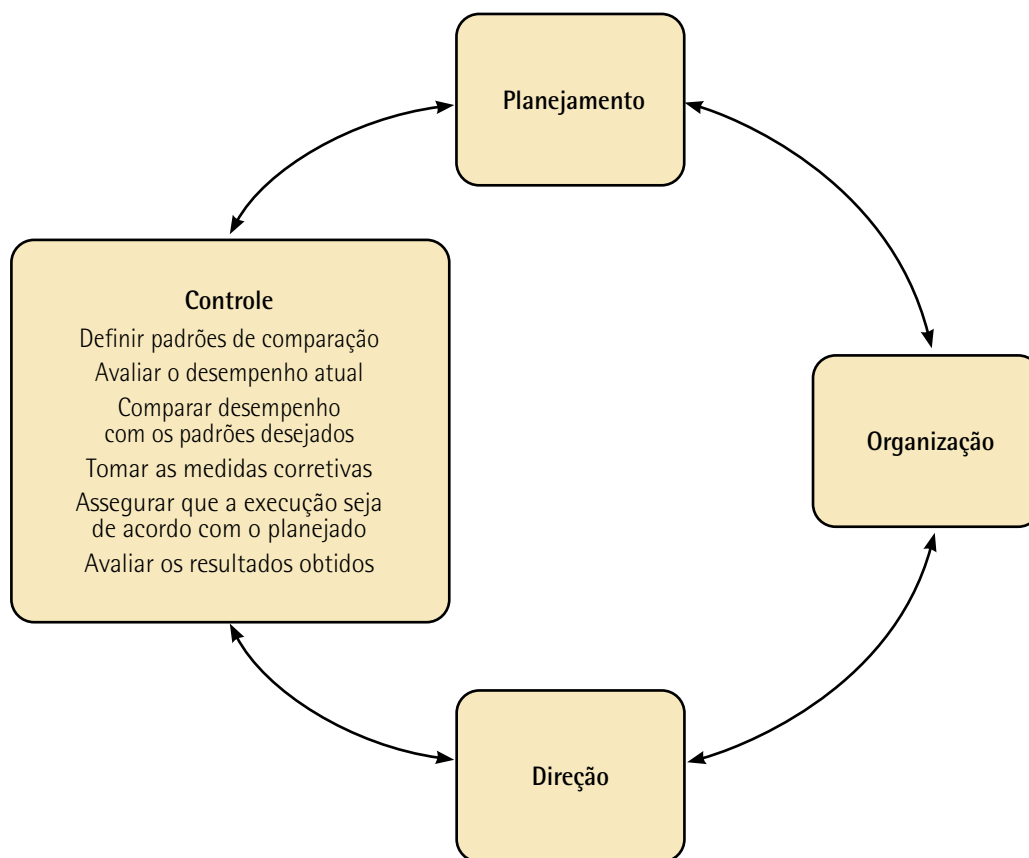 Planejamento
Controle
Definir padrões de comparação
Avaliar o desempenho atual
Comparar desempenho
com os padrões desejados
Tomar as medidas corretivas
Assegurar que a execução seja
de acordo com o planejado
Avaliar os resultados obtidos
Organização
Direção